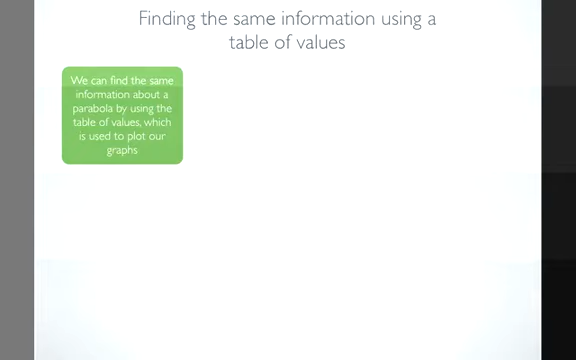 Finding the same information using a
table of values
We can find the same
information about a
parabola by using the
table of values, which
is used to plot our
graphs